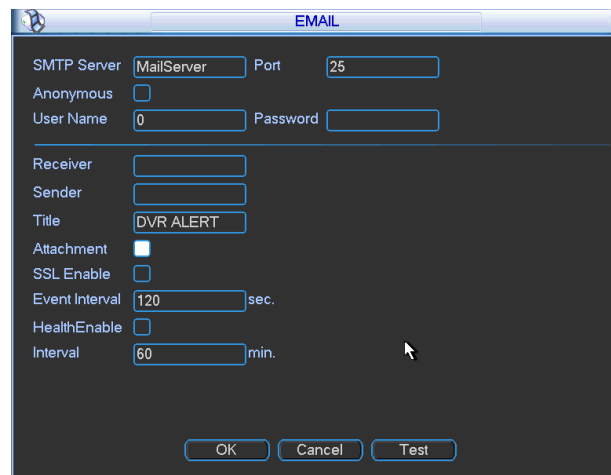 EMAIL
SMTP Server MailServer Port 25
Anonymous
User Name 0 Password
Receiver
Sender
Title DVR ALERT
Attachment
SSL Enable
Event Interval 120 sec.
HealthEnable
Interval 60 min.
OK Cancel Test